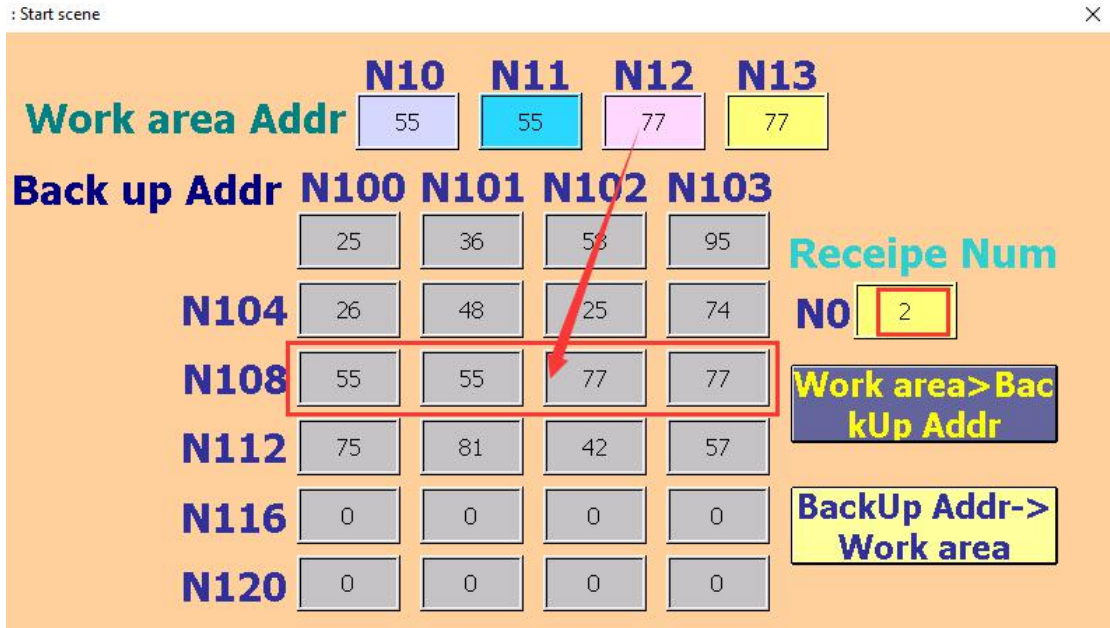 : Start scene
N10 N11 N12 N13
Work area Addr 55 55 77 77
Back up Addr N100 N101 N102 N103
25 36 58 95
Receipe Num
N104 26 48 25 74
N0 2
N108 55 55 77 77
Work area>Bac
kUp Addr
N112 75 81 42 57
N116 0 0 0 0
BackUp Addr->
Work area
N120 0 0 0 0